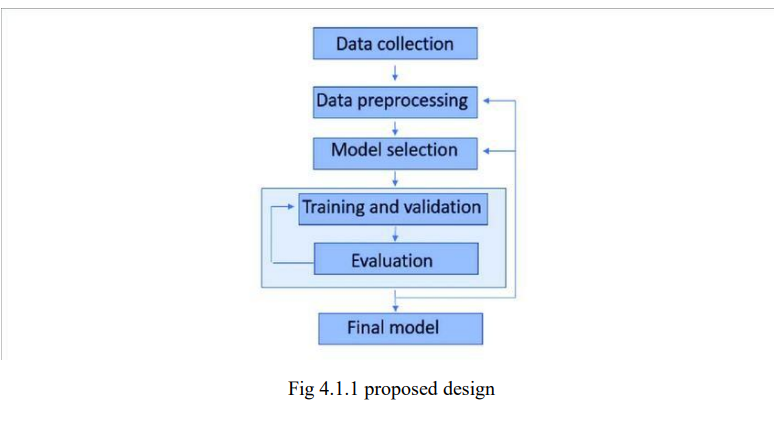 Data collection
Data preprocessing
Model selection
Training and validation
Evaluation
Final model
Fig 4.1.1 proposed design